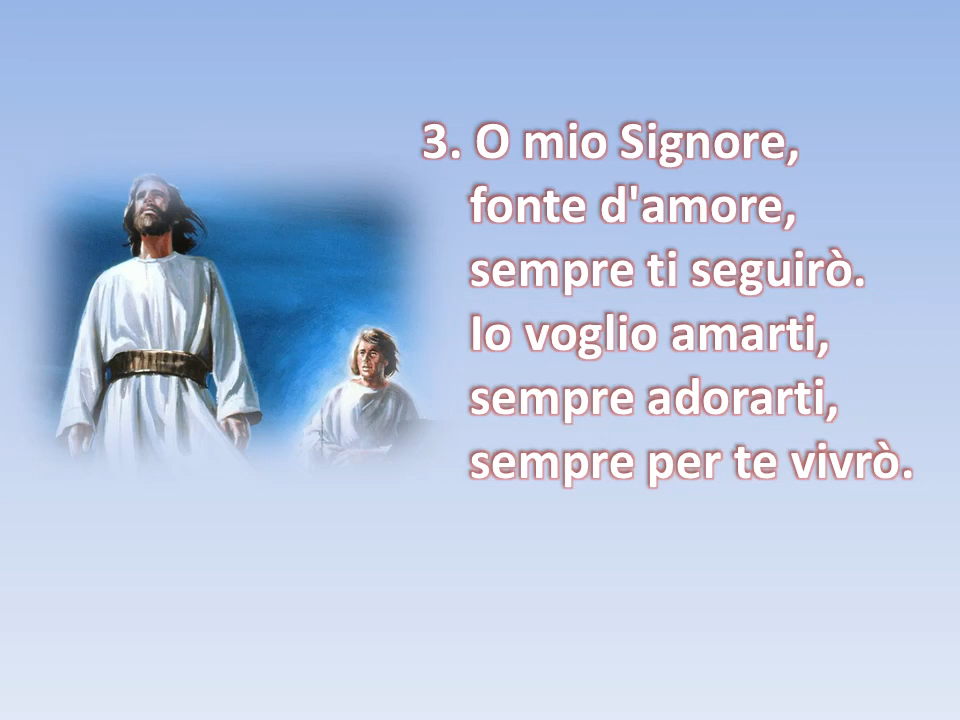 3. O mio Signore,
fonte d'amore,
sempre ti seguirò.
Io voglio amarti,
sempre adorarti,
sempre per te vivrò.